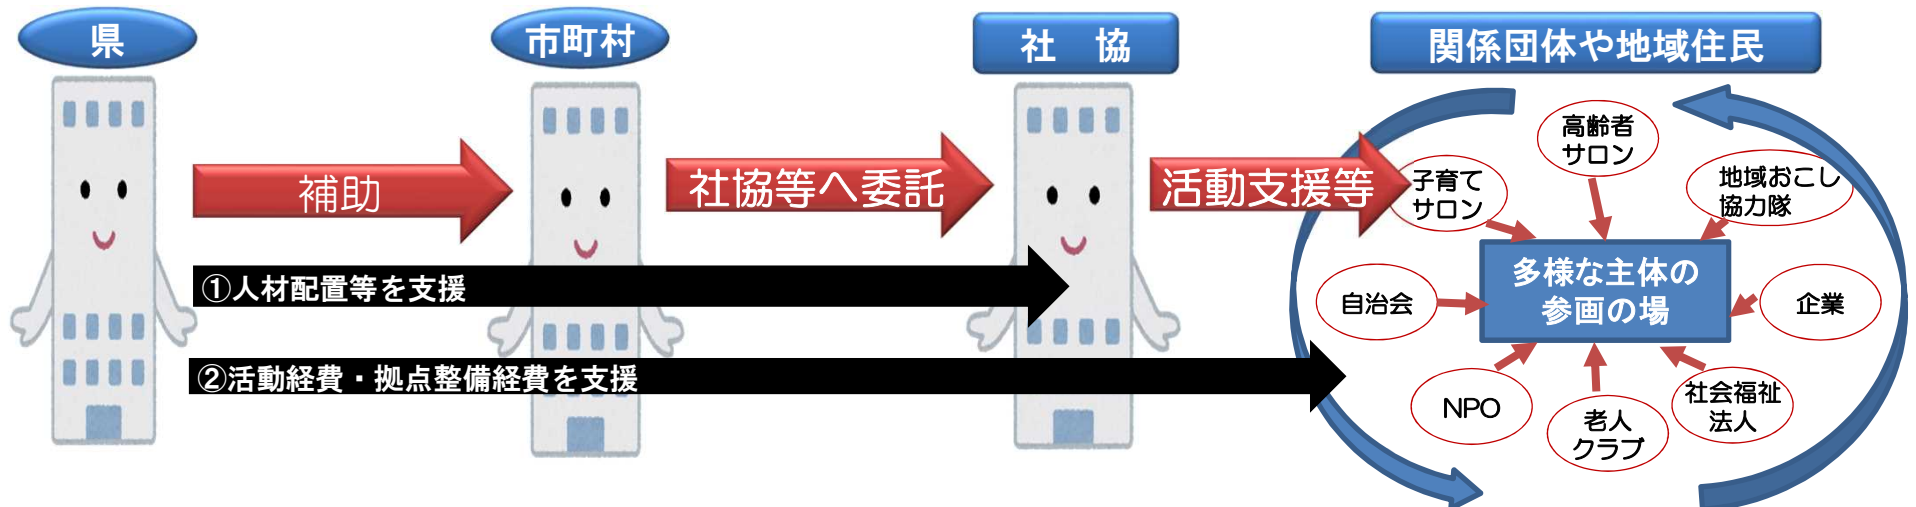 県
市町村
社　協
関係団体や地域住民
補助
社協等へ委託
活動支援等
①人材配置等を支援
②活動経費・拠点整備経費を支援
高齢者
サロン
子育て
サロン
地域おこし
協力隊
多様な主体の
参画の場
自治会
企業
NPO
老人
クラブ
社会福祉
法人